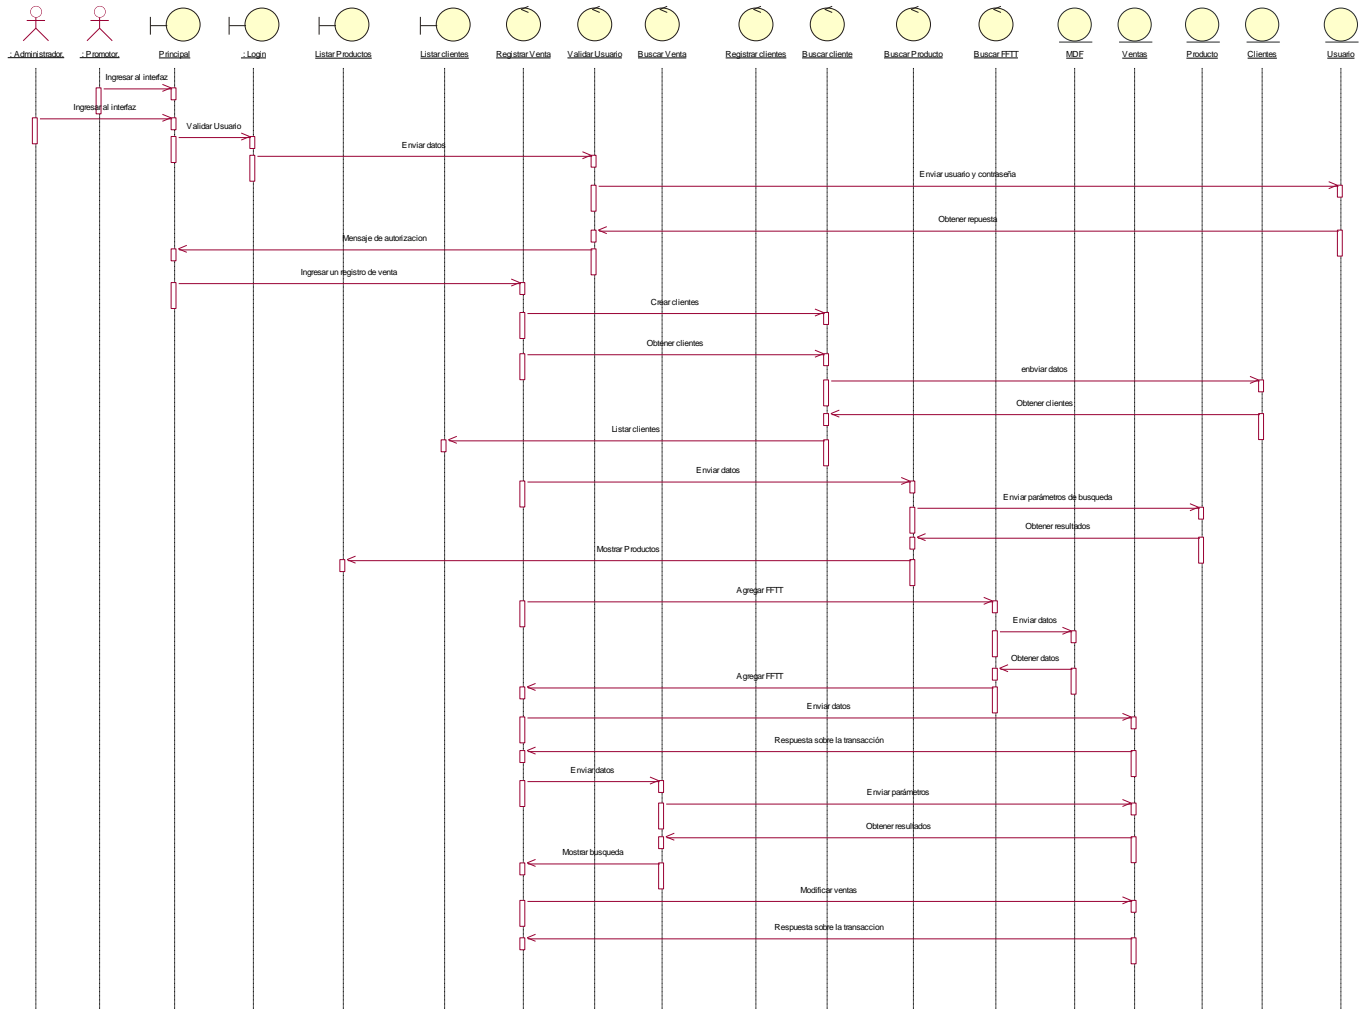 : Administrador.
: Promotor.
Principal
: Login
Listar Productos
Listar clientes
Registrar Venta
Validar Usuario
Buscar Venta
Registrar clientes
Buscar cliente
Buscar Producto
Buscar FFTT
MDF
Ventas
Producto
Clientes
Usuario
Ingresar al interfaz
Ingresar al interfaz
Validar Usuario
Enviar datos
Enviar usuario y contraseña
Obtener repuesta
Mensaje de autorizacion
Ingresar un registro de venta
Crear clientes
Obtener clientes
enbviar datos
Obtener clientes
Listar clientes
Enviar datos
Enviar parámetros de busqueda
Obtener resultados
Mostrar Productos
Agregar FFTT
Enviar datos
Obtener datos
Agregar FFTT
Enviar datos
Respuesta sobre la transacción
Enviar datos
Enviar parámetros
Obtener resultados
Mostrar busqueda
Modificar ventas
Respuesta sobre la transaccion